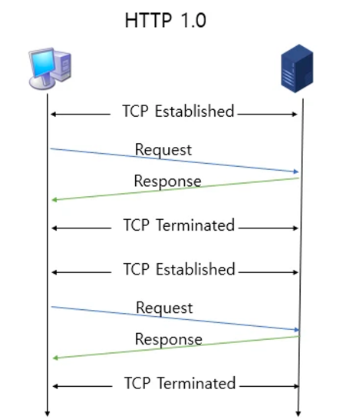 HTTP 1.0
TCP Established
Request
Response
TCP Terminated
TCP Established
Request
Response
TCP Terminated